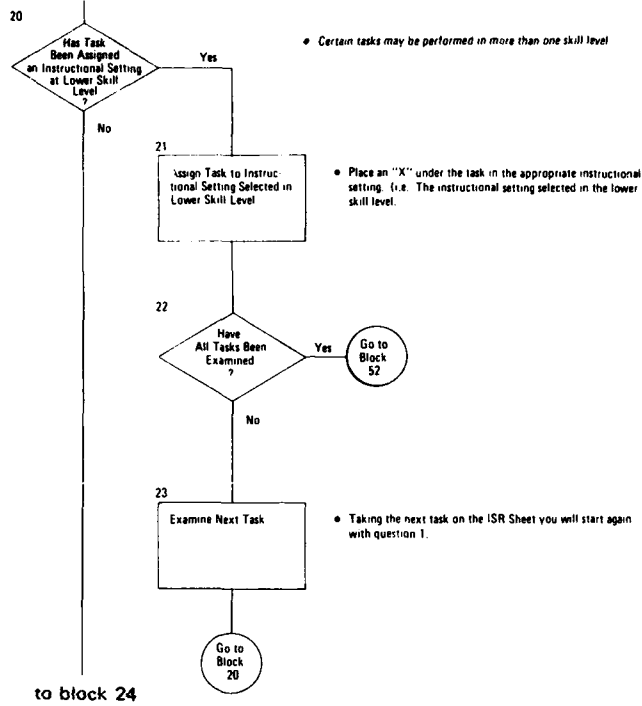 20
Has Task
Been Assigned
an Instructional Setting
at Lower Skill
Level
?
Yes
• Certain tasks may be performed in more than one skill level
No
21
Assign Task to Instruc-
tional Setting Selected in
Lower Skill Level
• Place an "X" under the task in the appropriate instructional
setting. (i.e. The instructional setting selected in the lower
skill level.
22
Have
All Tasks Been
Examined
?
Yes
Go to
Block
52
No
23
Examine Next Task
• Taking the next task on the ISR Sheet you will start again
with question 1.
Go to
Block
20
to block 24